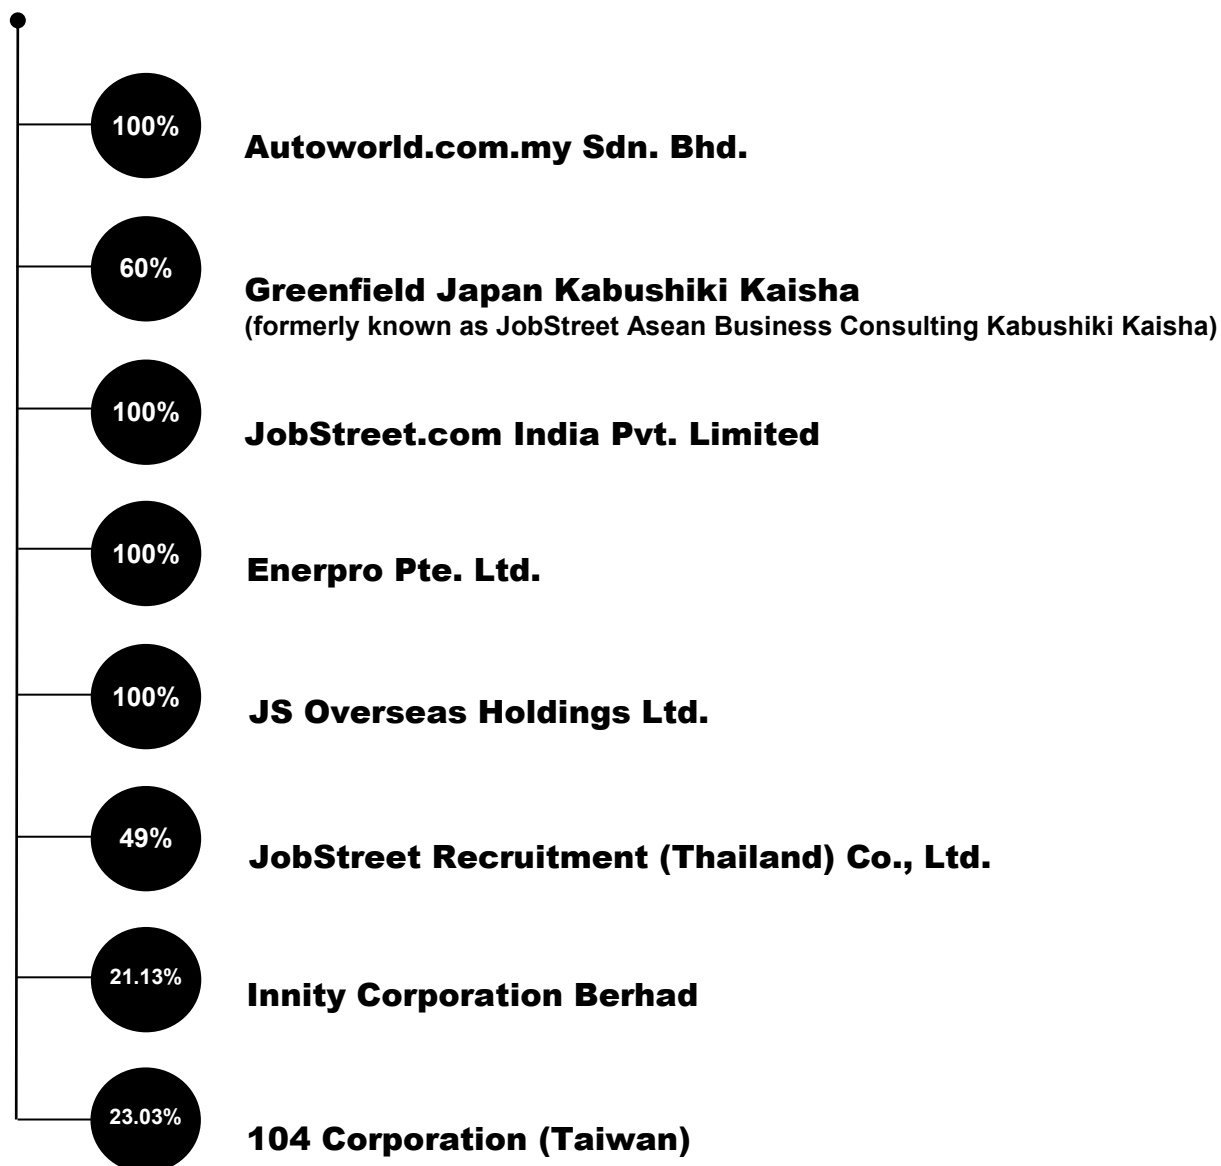 100%
Autoworld.com.my Sdn. Bhd.
60%
Greenfield Japan Kabushiki Kaisha
(formerly known as JobStreet Asean Business Consulting Kabushiki Kaisha)
100%
JobStreet.com India Pvt. Limited
100%
Enerpro Pte. Ltd.
100%
JS Overseas Holdings Ltd.
49%
JobStreet Recruitment (Thailand) Co., Ltd.
21.13%
Innity Corporation Berhad
23.03%
104 Corporation (Taiwan)